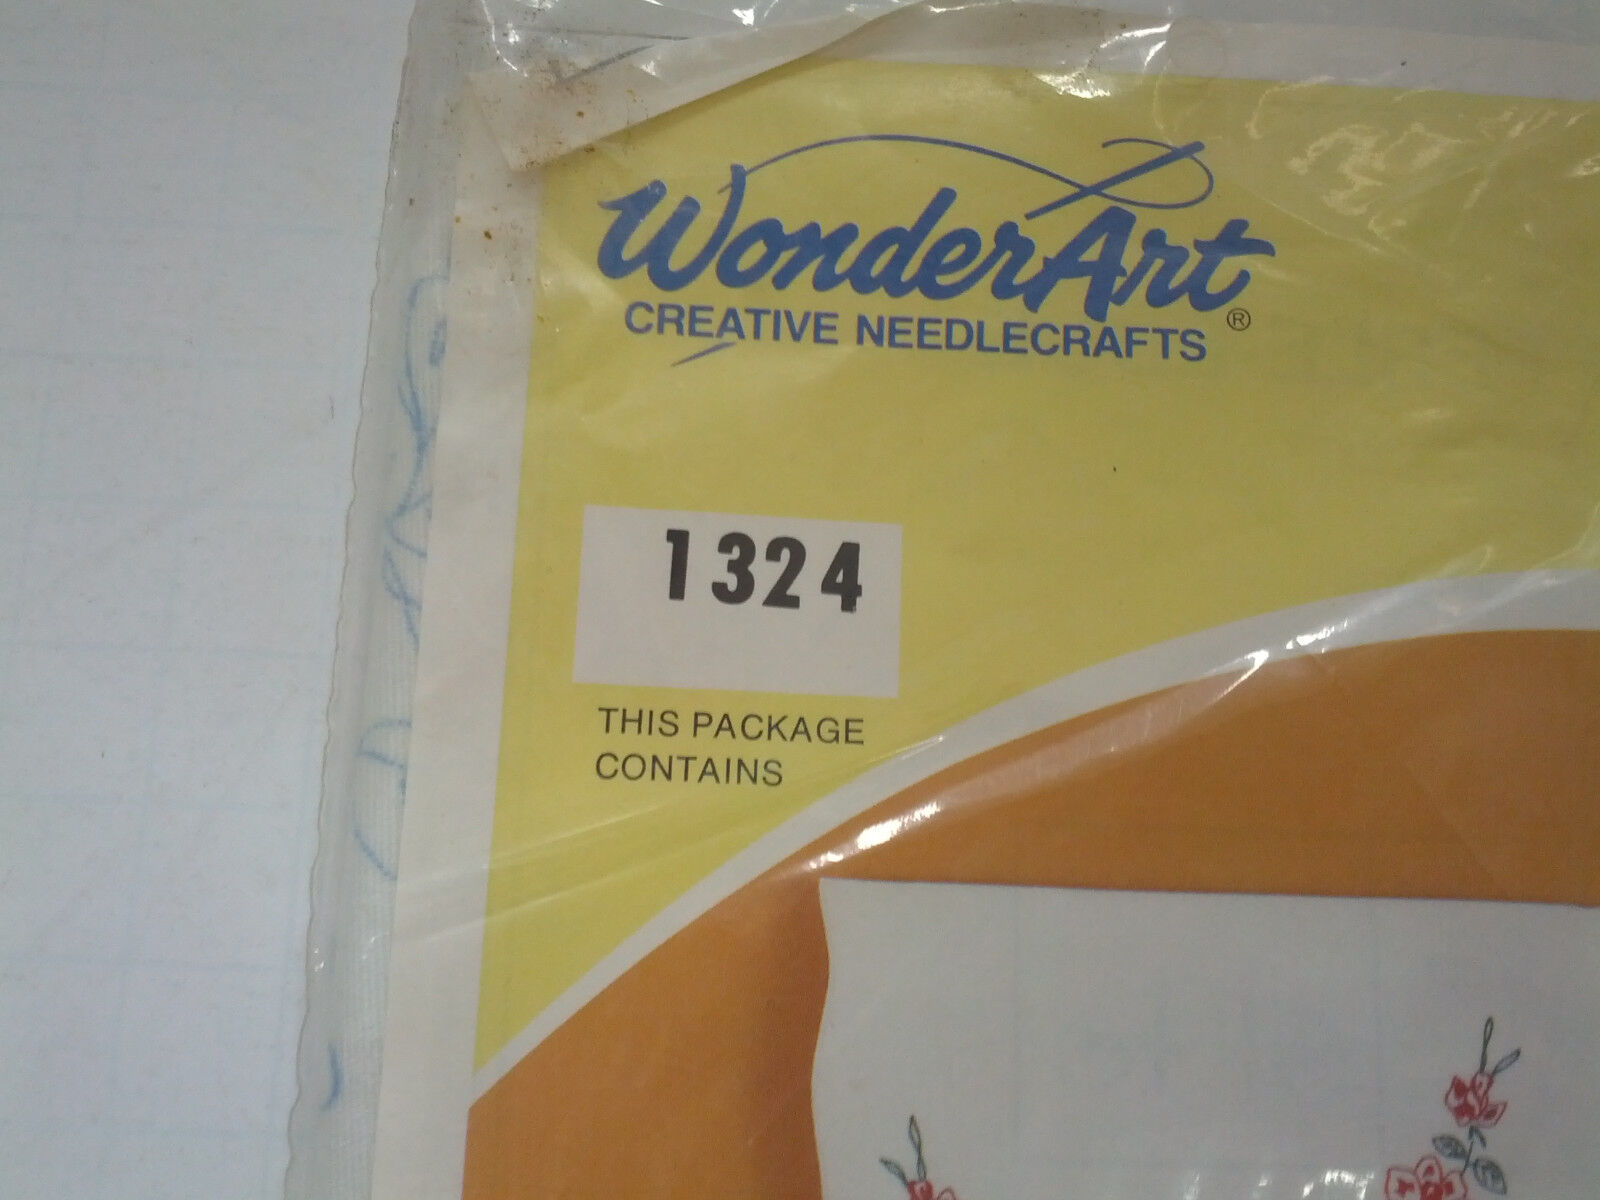 WonderArt
CREATIVE NEEDLECRAFTS ®
1324
THIS PACKAGE
CONTAINS